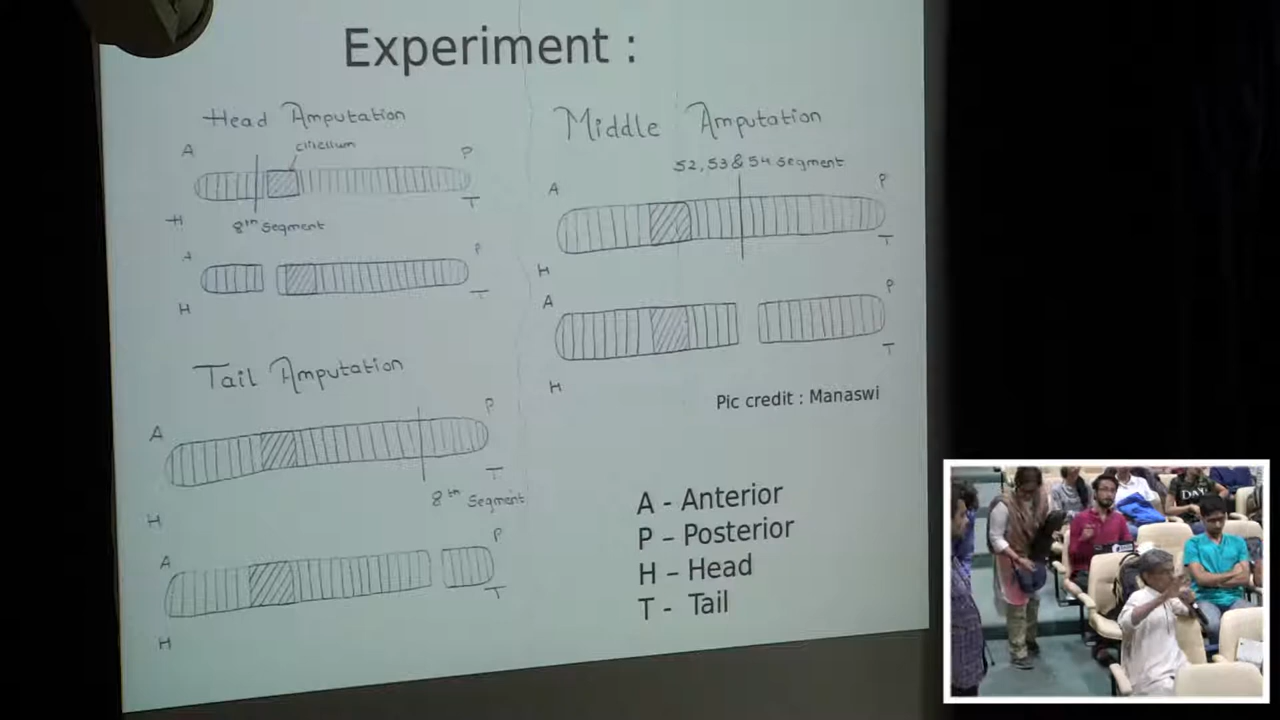 Experiment :
Head Amputation
citellum
A
P
H
T
8th Segment
A
P
H
T
Tail Amputation
A
P
H
T
8th Segment
A
P
H
T
Middle Amputation
52, 53 & 54 Segment
A
P
H
T
A
P
H
T
Pic credit : Manaswi
A - Anterior
P - Posterior
H – Head
T - Tail